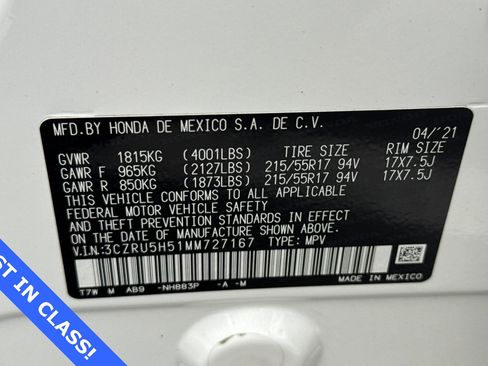 MFD.BY HONDA DE MEXICO S.A. DE C.V. 04/'21
GVWR 1815KG (4001LBS) TIRE SIZE RIM SIZE
GAWR F 965KG (2127LBS) 215/55R17 94V 17X7.5J
GAWR R 850KG (1873LBS) 215/55R17 94V 17X7.5J
THIS VEHICLE CONFORMS TO ALL APPLICABLE
FEDERAL MOTOR VEHICLE SAFETY, BUMPER,
AND THEFT PREVENTION STANDARDS IN EFFECT
ON THE DATE OF MANUFACTURE SHOWN ABOVE.
V.I.N:3CZRU5H51MM727167 TYPE: MPV
T7W M AB9 -NH883P -A -M
MADE IN MEXICO
ST IN CLASS!